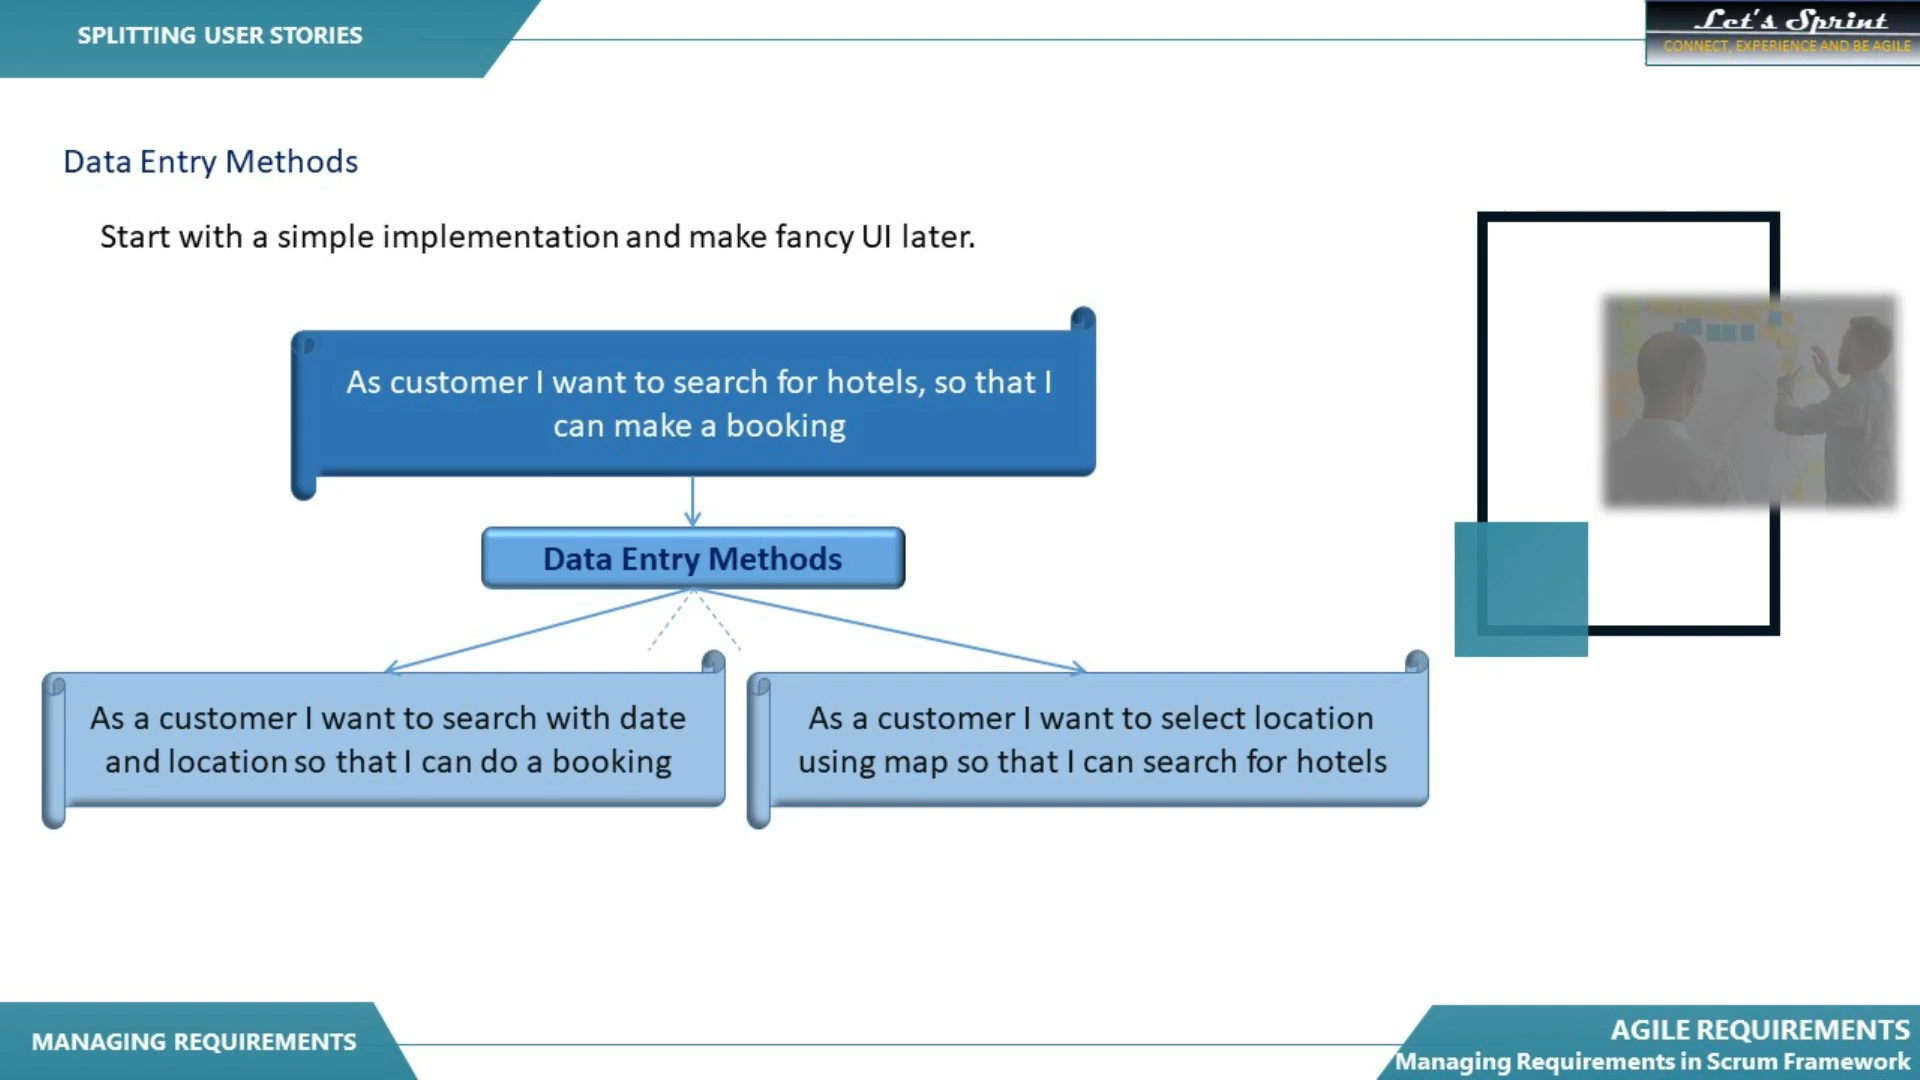 SPLITTING USER STORIES
Let's Sprint
CONNECT, EXPERIENCE AND BE AGILE
Data Entry Methods
Start with a simple implementation and make fancy UI later.
As customer I want to search for hotels, so that I
can make a booking
Data Entry Methods
As a customer I want to search with date
and location so that I can do a booking
As a customer I want to select location
using map so that I can search for hotels
MANAGING REQUIREMENTS
AGILE REQUIREMENTS
Managing Requirements in Scrum Framework